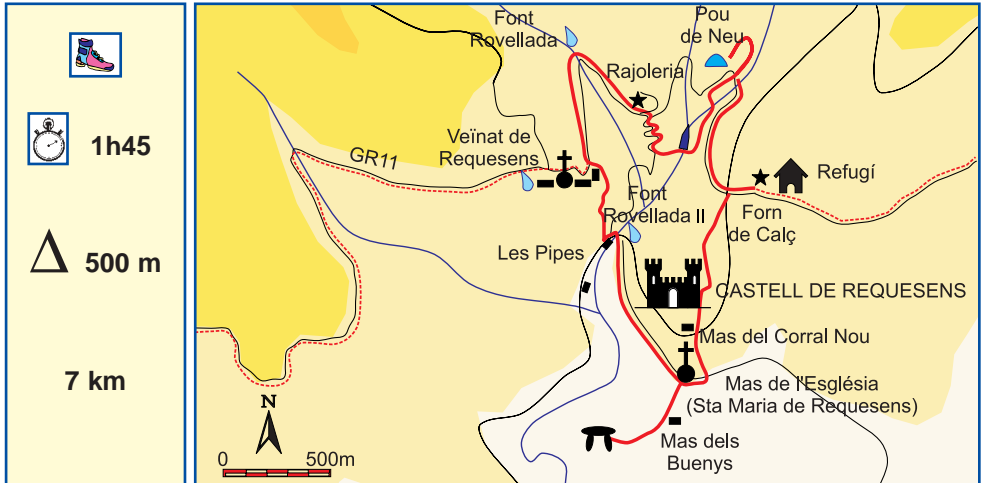 1h45
Δ 500 m
7 km
Font
Rovellada
Pou
de Neu
Rajoleria
Veïnat de
Requesens
GR11
Refugí
Font
Rovellada II
Forn
de Calç
Les Pipes
CASTELL DE REQUESENS
Mas del Corral Nou
Mas de l'Església
(Sta Maria de Requesens)
Mas dels
Buenys
N
0 500m